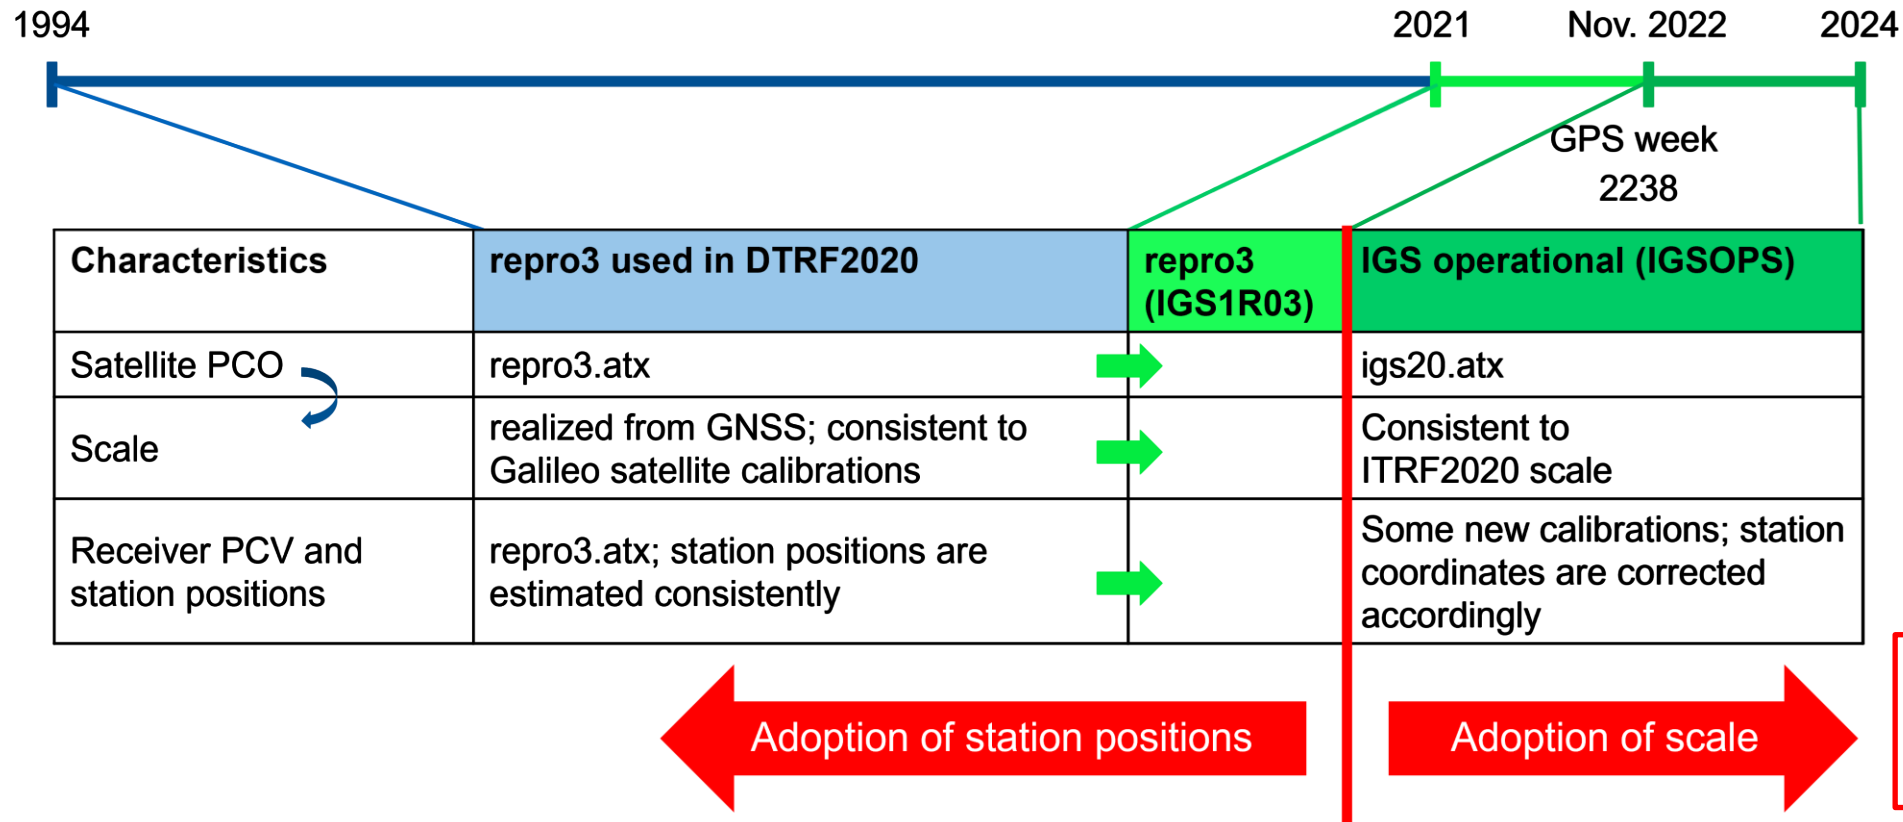 1994
2021
Nov. 2022
2024
GPS week
2238
Characteristics
repro3 used in DTRF2020
repro3
(IGS1R03)
IGS operational (IGSOPS)
Satellite PCO
repro3.atx
igs20.atx
Scale
realized from GNSS; consistent to
Galileo satellite calibrations
Consistent to
ITRF2020 scale
Receiver PCV and
station positions
repro3.atx; station positions are
estimated consistently
Some new calibrations; station
coordinates are corrected
accordingly
Adoption of station positions
Adoption of scale